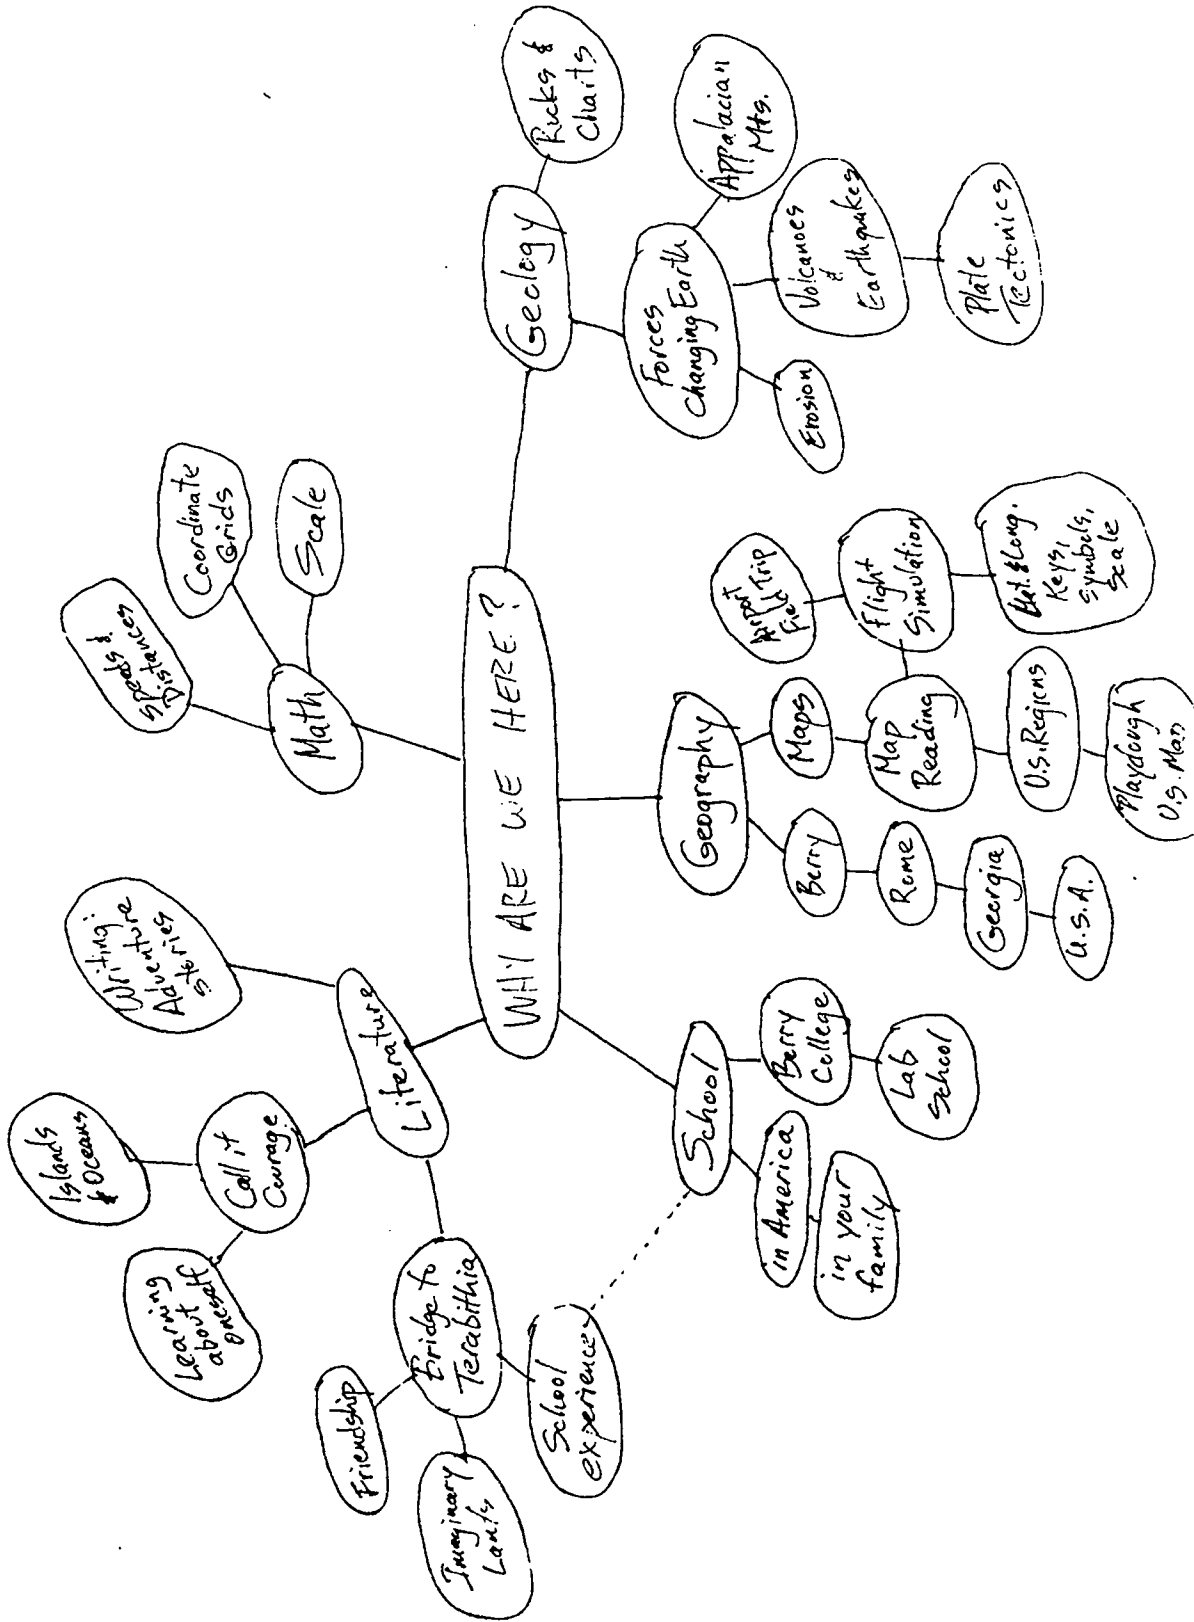 Islands
& Oceans
Learning
about
oneself
Call it
Courage
Writing:
Adventure
stories
Friendship
Imaginary
Lands
Bridge to
Terabithia
School
experiences
Literature
Speeds &
Distances
Coordinate
Grids
Scale
Math
WHY ARE WE HERE?
Geology
Rocks &
Charts
Forces
Changing Earth
Appalacian
Mts.
Volcanoes
&
Earthquakes
Plate
Tectonics
Erosion
School
in America
in your
family
Berry
College
Lab
School
Geography
Berry
Rome
Georgia
U.S.A.
Maps
Map
Reading
U.S. Regions
Playdough
U.S. Map
Airport
Field Trip
Flight
Simulation
Lat. & Long.
Keys,
Symbols,
Scale